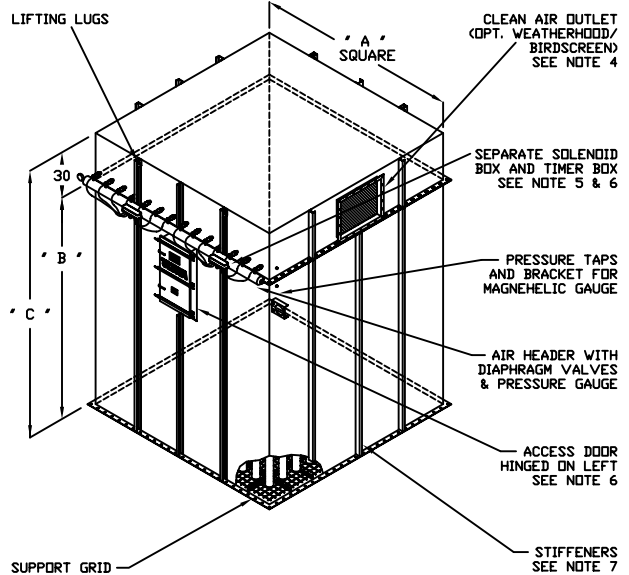 LIFTING LUGS
" A "
SQUARE
CLEAN AIR OUTLET
(OPT. WEATHERHOOD/
BIRDSCREEN)
SEE NOTE 4
30
SEPARATE SOLENOID
BOX AND TIMER BOX
SEE NOTE 5 & 6
" B "
" C "
PRESSURE TAPS
AND BRACKET FOR
MAGNEHELIC GAUGE
AIR HEADER WITH
DIAPHRAGM VALVES
& PRESSURE GAUGE
ACCESS DOOR
HINGED ON LEFT
SEE NOTE 6
SUPPORT GRID
STIFFENERS
SEE NOTE 7